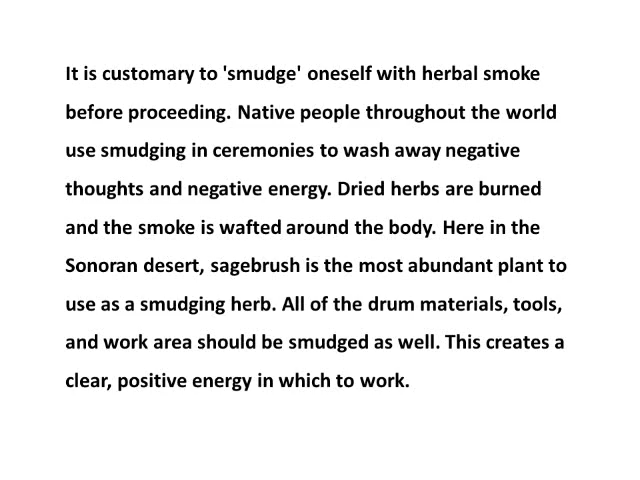 It is customary to 'smudge' oneself with herbal smoke
before proceeding. Native people throughout the world
use smudging in ceremonies to wash away negative
thoughts and negative energy. Dried herbs are burned
and the smoke is wafted around the body. Here in the
Sonoran desert, sagebrush is the most abundant plant to
use as a smudging herb. All of the drum materials, tools,
and work area should be smudged as well. This creates a
clear, positive energy in which to work.